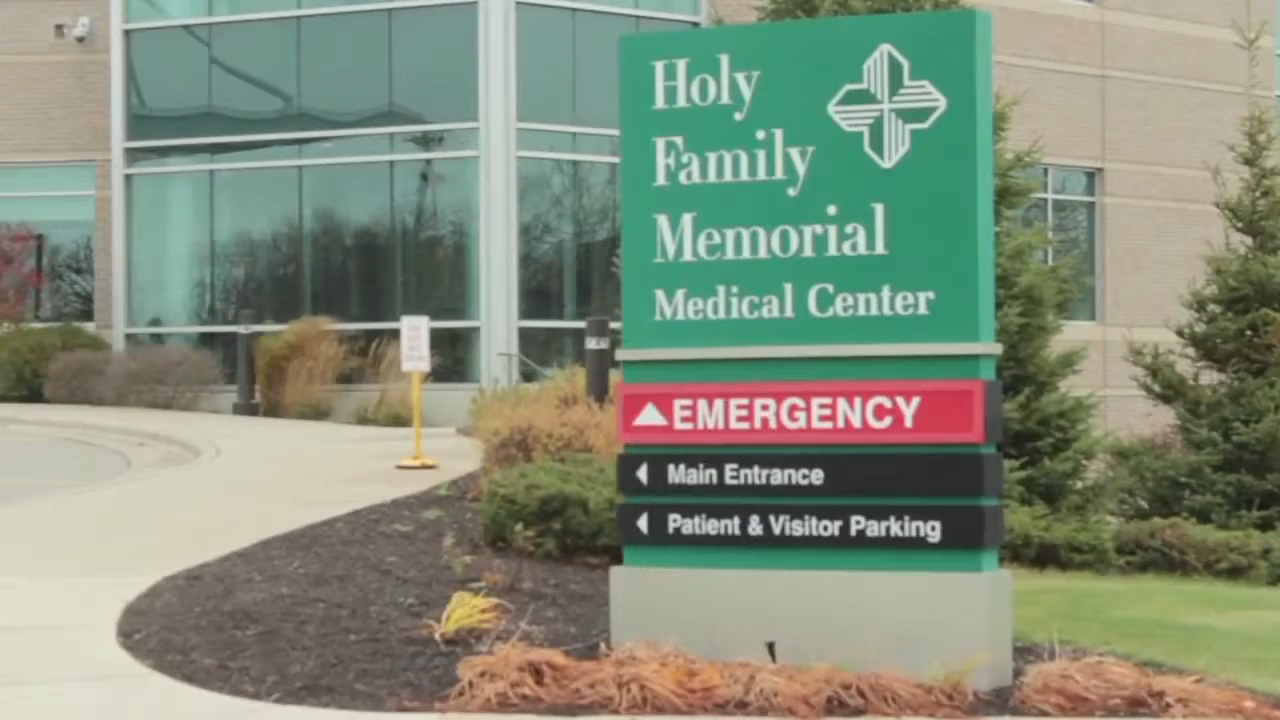 Holy
Family
Memorial
Medical Center
EMERGENCY
Main Entrance
Patient & Visitor Parking